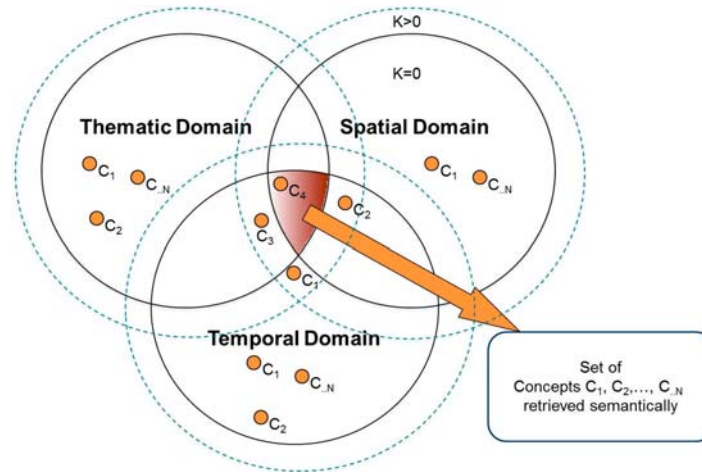 K>0
K=0
Thematic Domain
Spatial Domain
C1
C..N
C2
C1
C..N
C4
C2
C3
C1
Temporal Domain
C1
C..N
C2
Set of
Concepts C1, C2,…, C..N
retrieved semantically